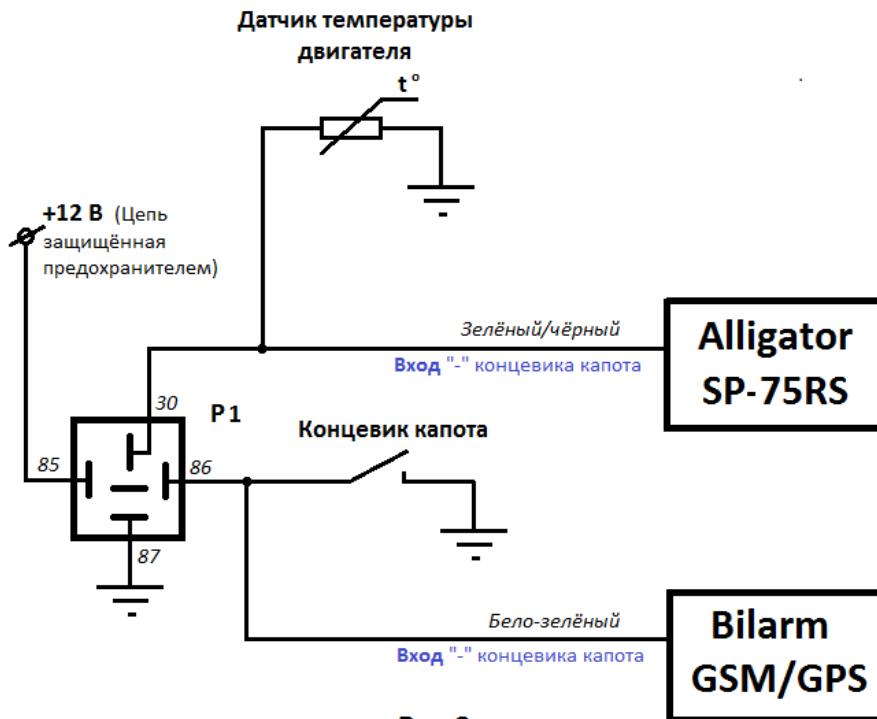 Датчик температуры
двигателя
t°
+12 В (Цепь
защищённая
предохранителем)
Зелёный/чёрный
Вход "-" концевика капота
Alligator
SP-75RS
30
P1
Концевик капота
85
86
87
Бело-зелёный
Вход "-" концевика капота
Bilarm
GSM/GPS